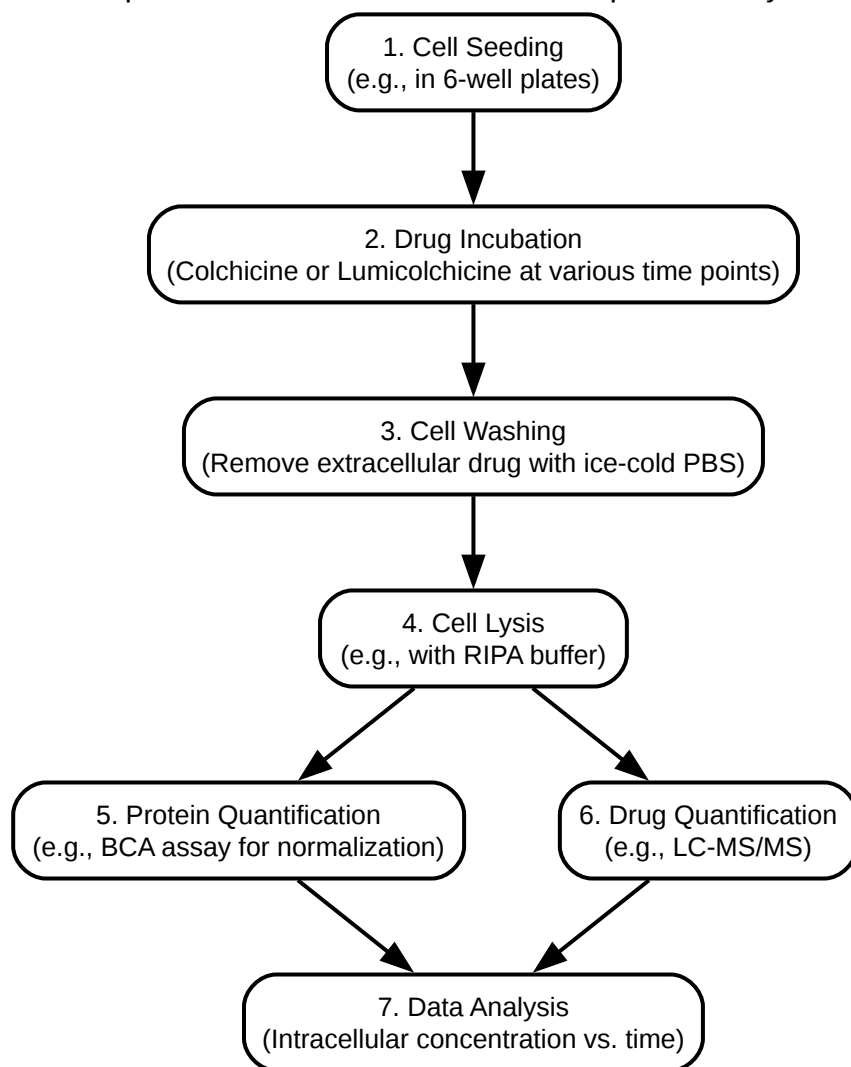 1. Cell Seeding
(e.g., in 6-well plates)
2. Drug Incubation
(Colchicine or Lumicolchicine at various time points)
3. Cell Washing
(Remove extracellular drug with ice-cold PBS)
4. Cell Lysis
(e.g., with RIPA buffer)
5. Protein Quantification
(e.g., BCA assay for normalization)
6. Drug Quantification
(e.g., LC-MS/MS)
7. Data Analysis
(Intracellular concentration vs. time)